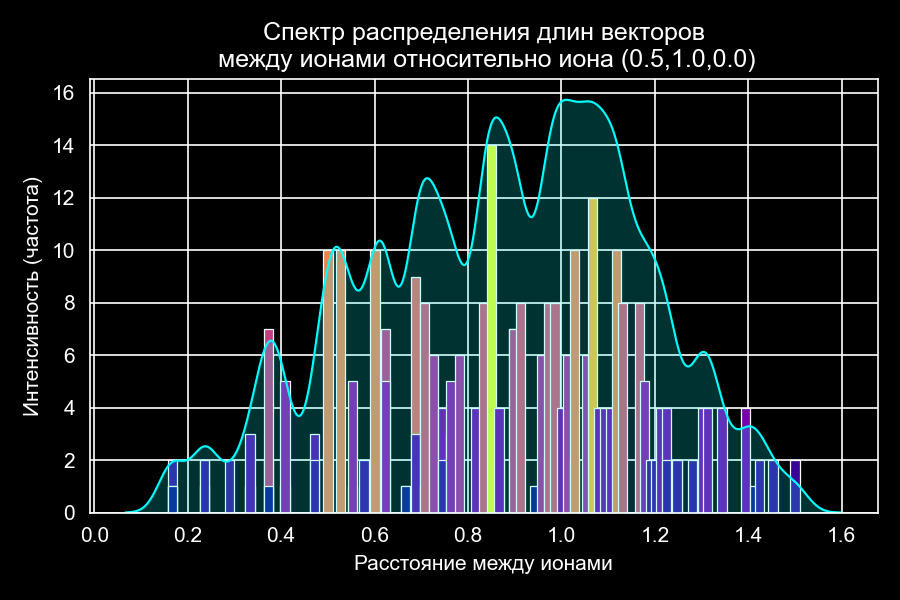 Спектр распределения длин векторов
между ионами относительно иона (0.5,1.0,0.0)
Интенсивность (частота)
16
14
12
10
8
6
4
2
0
0.0 0.2 0.4 0.6 0.8 1.0 1.2 1.4 1.6
Расстояние между ионами